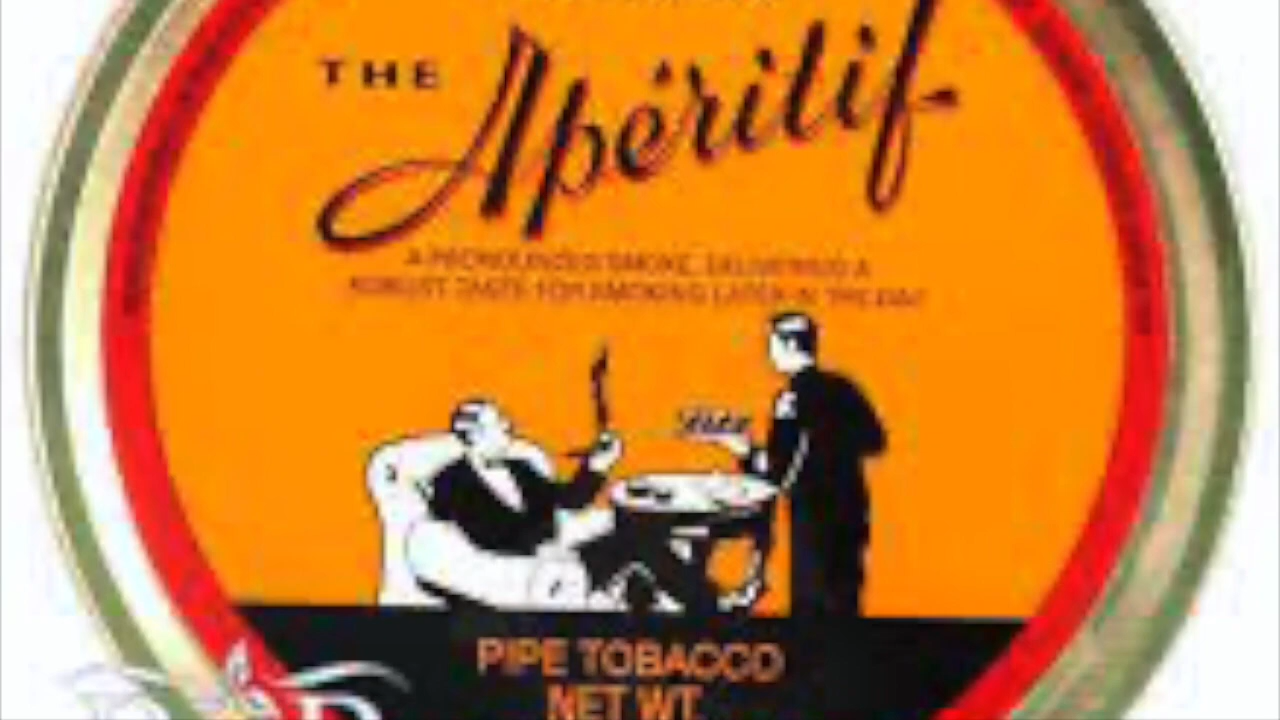 THE Apéritif
A PRONOUNCED SMOKE, DELIVERING A
ROBUST TASTE FOR SMOKING LATER IN THE DAY
PIPE TOBACCO
NET WT.